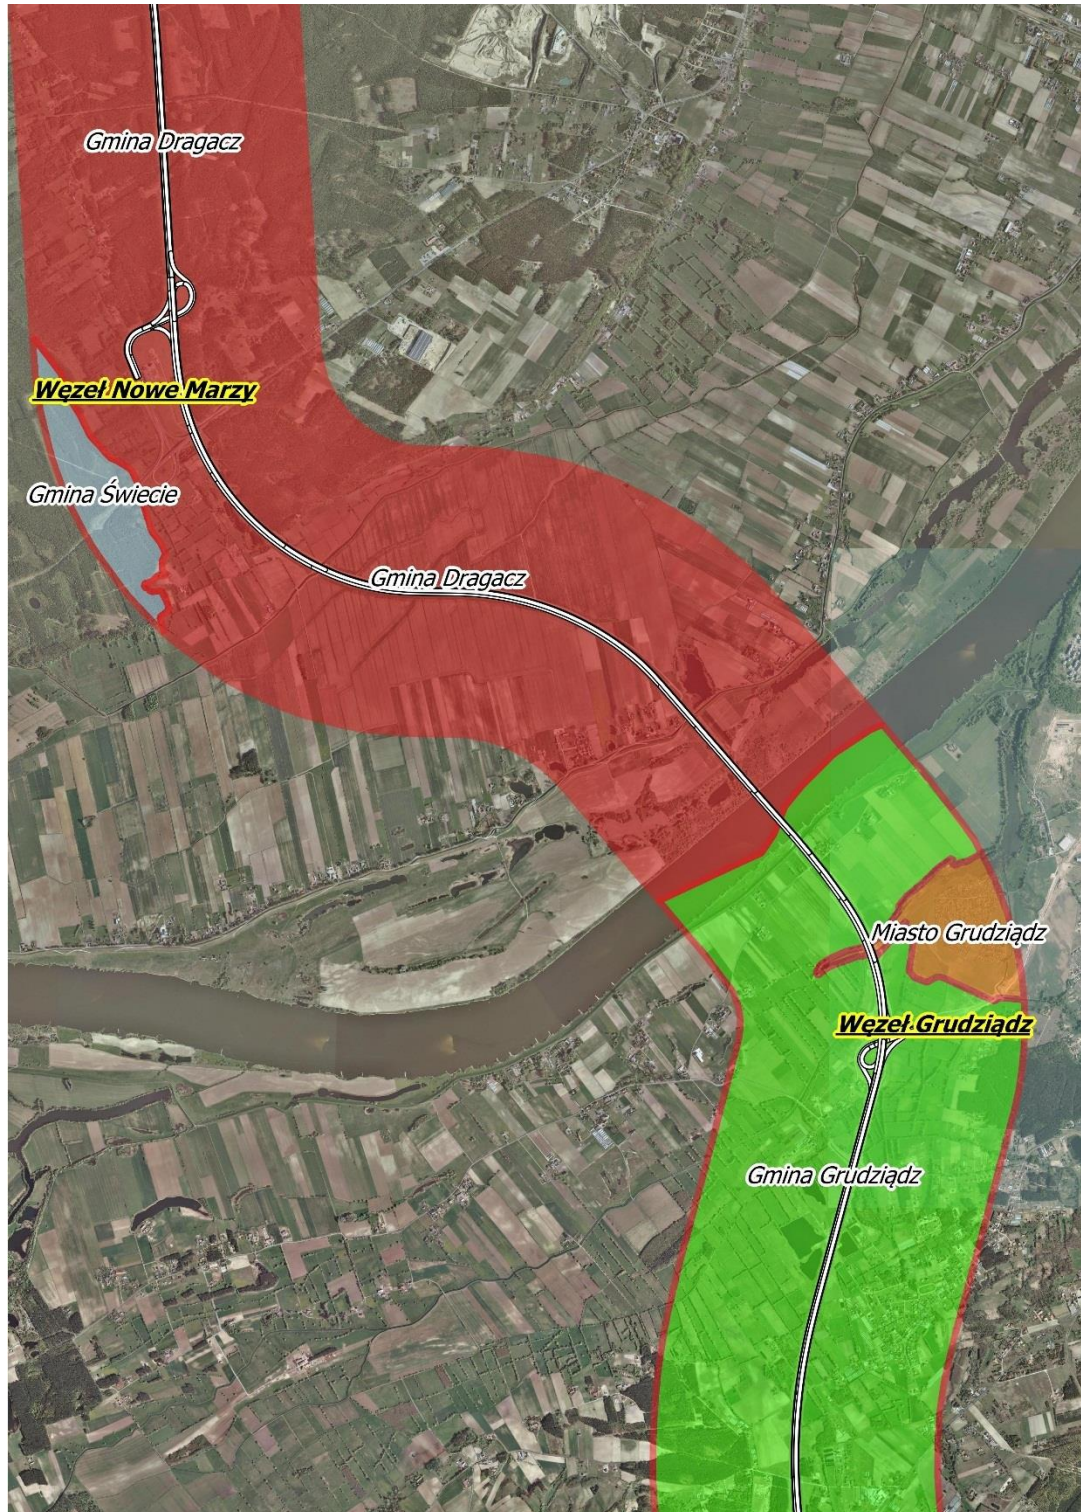 Gmina Dragacz
Węzeł Nowe Marzy
Gmina Świecie
Gmina Dragacz
Miasto Grudziądz
Węzeł Grudziądz
Gmina Grudziądz